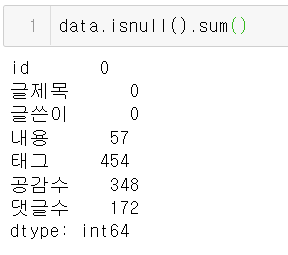 1 data.isnull().sum()
id 0
글제목 0
글쓴이 0
내용 57
태그 454
공감수 348
댓글수 172
dtype: int64